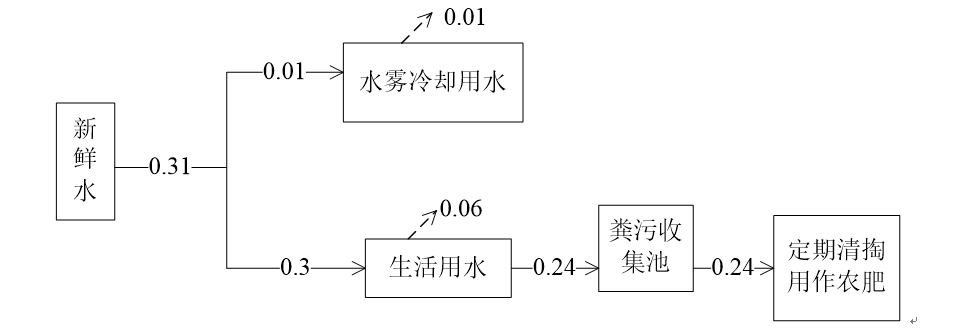 0.01
0.01
水雾冷却用水
新
鲜
水
0.31
0.06
0.3
生活用水
0.24
粪污收
集池
0.24
定期清掏
用作农肥